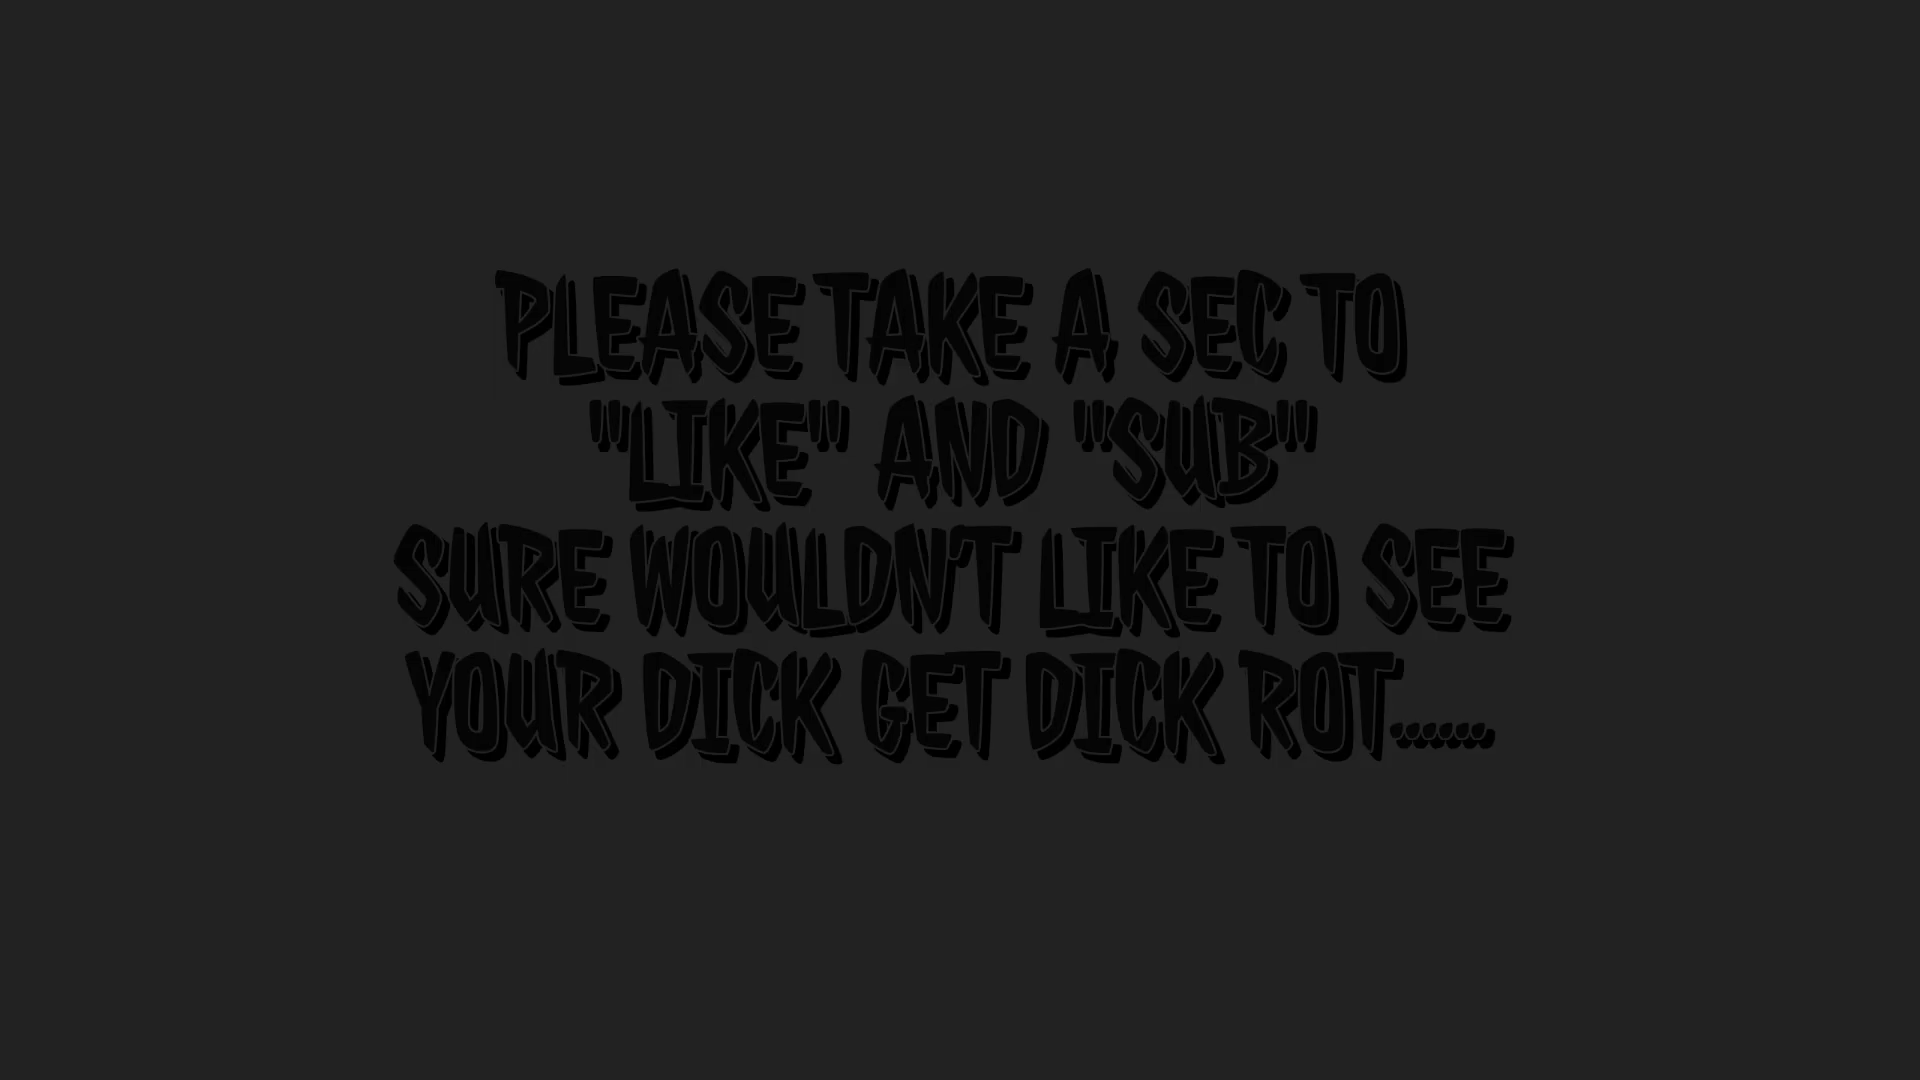 PLEASE TAKE A SEC TO
"LIKE" AND "SUB"
SURE WOULDN'T LIKE TO SEE
YOUR DICK GET DICK ROT.......